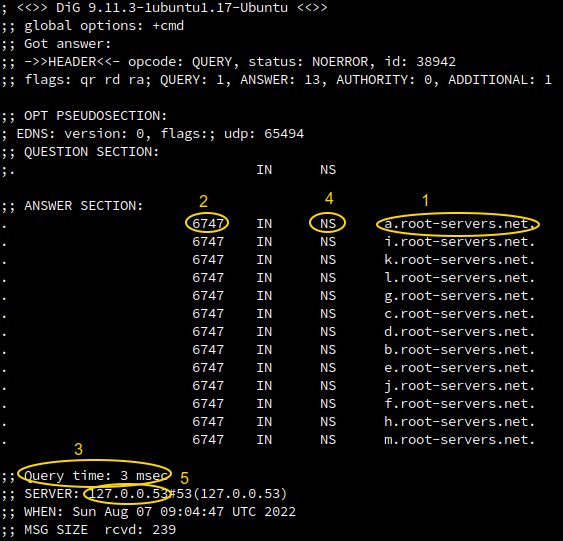 ; <<>> DiG 9.11.3-1ubuntu1.17-Ubuntu <<>>
;; global options: +cmd
;; Got answer:
;; ->>HEADER<<- opcode: QUERY, status: NOERROR, id: 38942
;; flags: qr rd ra; QUERY: 1, ANSWER: 13, AUTHORITY: 0, ADDITIONAL: 1
;; OPT PSEUDOSECTION:
; EDNS: version: 0, flags:; udp: 65494
;; QUESTION SECTION:
;. IN NS
2 4 1
;; ANSWER SECTION:
. 6747 IN NS a.root-servers.net.
. 6747 IN NS i.root-servers.net.
. 6747 IN NS k.root-servers.net.
. 6747 IN NS l.root-servers.net.
. 6747 IN NS g.root-servers.net.
. 6747 IN NS c.root-servers.net.
. 6747 IN NS d.root-servers.net.
. 6747 IN NS b.root-servers.net.
. 6747 IN NS e.root-servers.net.
. 6747 IN NS j.root-servers.net.
. 6747 IN NS f.root-servers.net.
. 6747 IN NS h.root-servers.net.
. 6747 IN NS m.root-servers.net.
3
;; Query time: 3 msec 5
;; SERVER: 127.0.0.53#53(127.0.0.53)
;; WHEN: Sun Aug 07 09:04:47 UTC 2022
;; MSG SIZE rcvd: 239